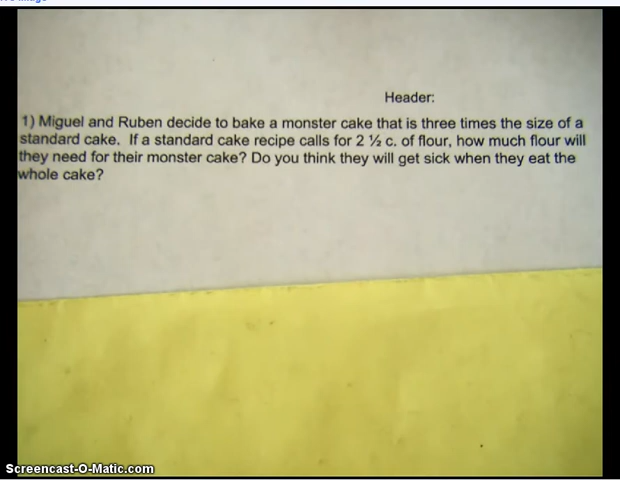 Header:
1) Miguel and Ruben decide to bake a monster cake that is three times the size of a
standard cake. If a standard cake recipe calls for 2 ½ c. of flour, how much flour will
they need for their monster cake? Do you think they will get sick when they eat the
whole cake?
Screencast-O-Matic.com